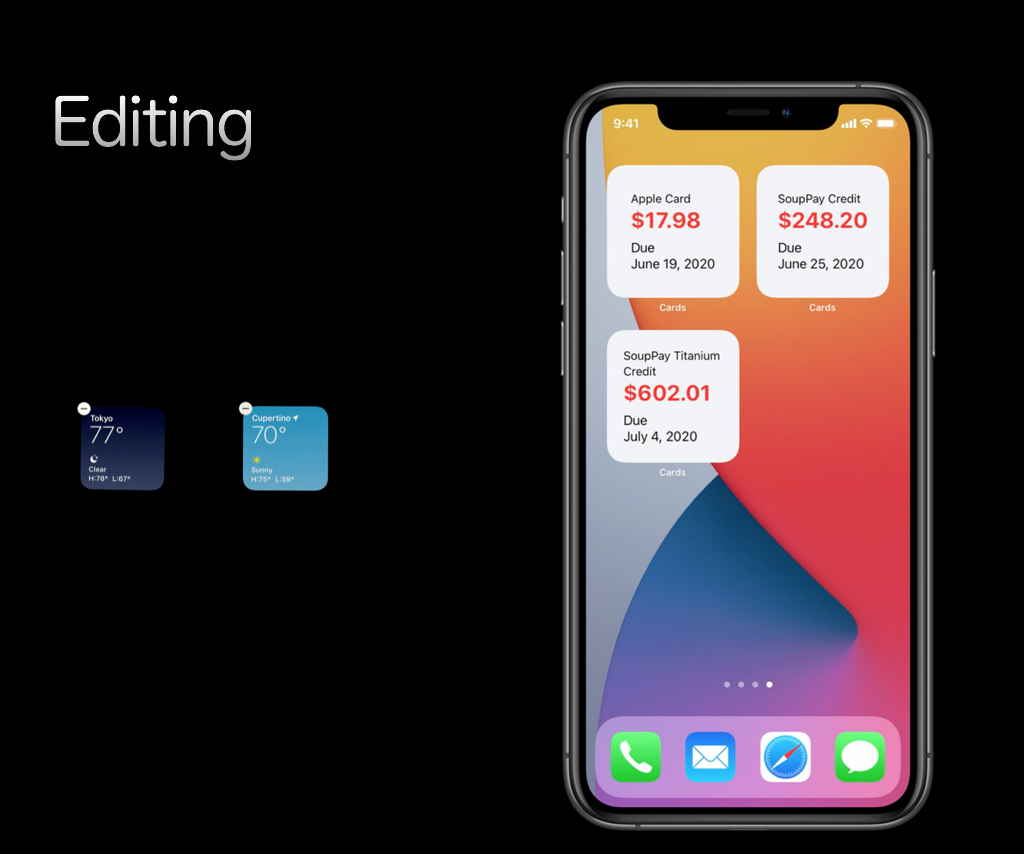 Editing
Tokyo
77°
Clear
H:78° L:67°
Cupertino
70°
Sunny
H:75° L:59°
9:41
Apple Card
$17.98
Due
June 19, 2020
Cards
SoupPay Credit
$248.20
Due
June 25, 2020
Cards
SoupPay Titanium
Credit
$602.01
Due
July 4, 2020
Cards